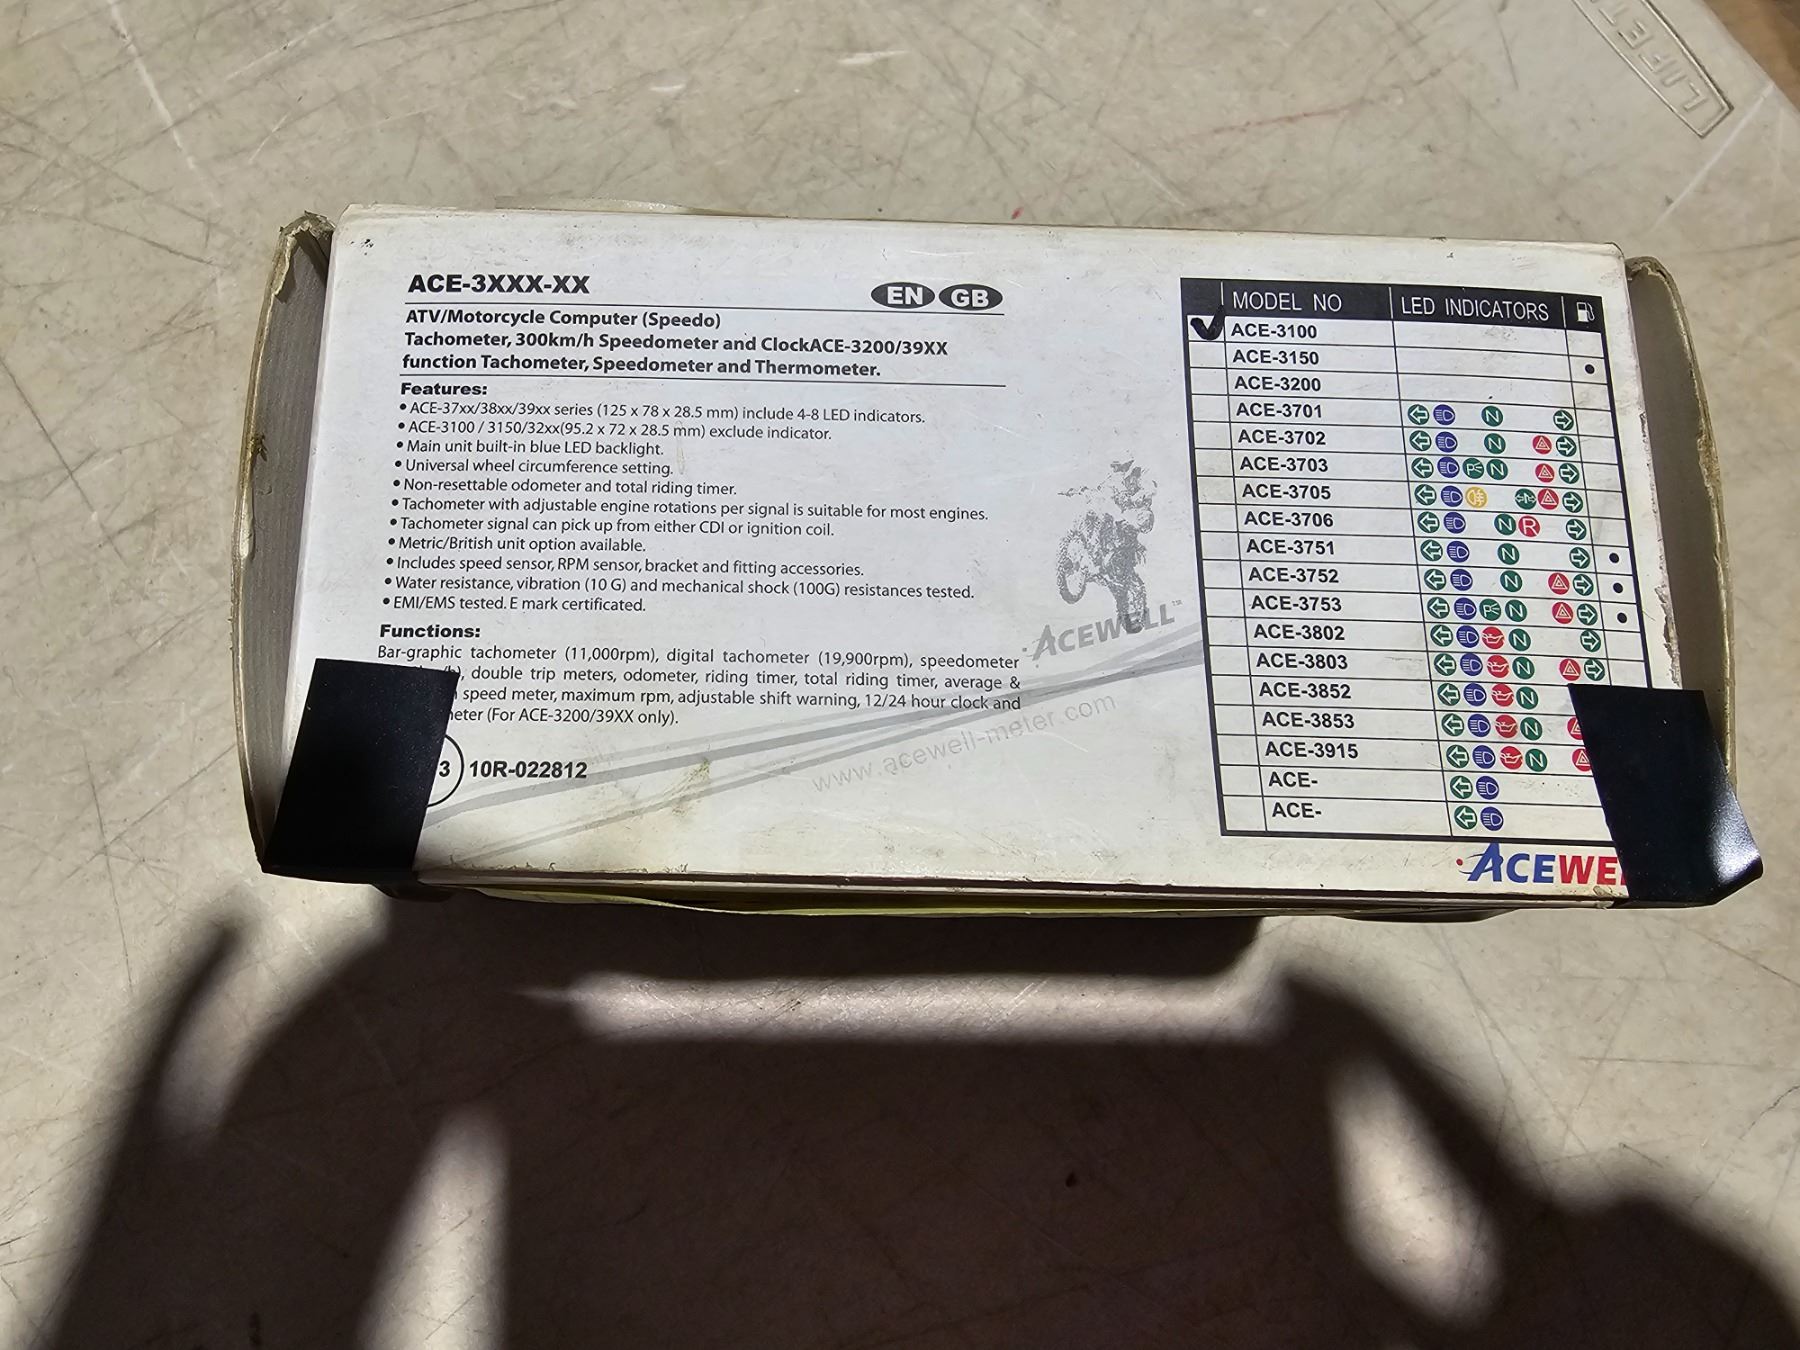 LIFET
ACE-3XXX-XX
EN GB
ATV/Motorcycle Computer (Speedo)
Tachometer, 300km/h Speedometer and ClockACE-3200/39XX
function Tachometer, Speedometer and Thermometer.
Features:
• ACE-37xx/38xx/39xx series (125 x 78 x 28.5 mm) include 4-8 LED indicators.
• ACE-3100 / 3150/32xx(95.2 x 72 x 28.5 mm) exclude indicator.
• Main unit built-in blue LED backlight.
• Universal wheel circumference setting.
• Non-resettable odometer and total riding timer.
• Tachometer with adjustable engine rotations per signal is suitable for most engines.
• Tachometer signal can pick up from either CDI or ignition coil.
• Metric/British unit option available.
• Includes speed sensor, RPM sensor, bracket and fitting accessories.
• Water resistance, vibration (10 G) and mechanical shock (100G) resistances tested.
• EMI/EMS tested. E mark certificated.
Functions:
Bar-graphic tachometer (11,000rpm), digital tachometer (19,900rpm), speedometer
double trip meters, odometer, riding timer, total riding timer, average &
speed meter, maximum rpm, adjustable shift warning, 12/24 hour clock and
eter (For ACE-3200/39XX only).
3 10R-022812
ACEWELL™
www.acewell-meter.com
MODEL NO LED INDICATORS
ACE-3100
ACE-3150
ACE-3200
ACE-3701 N
ACE-3702 N
ACE-3703 N
ACE-3705
ACE-3706 N R
ACE-3751 N
ACE-3752 N
ACE-3753 N
ACE-3802 N
ACE-3803 N
ACE-3852 N
ACE-3853 N
ACE-3915 N
ACE-
ACE-
ACEWE